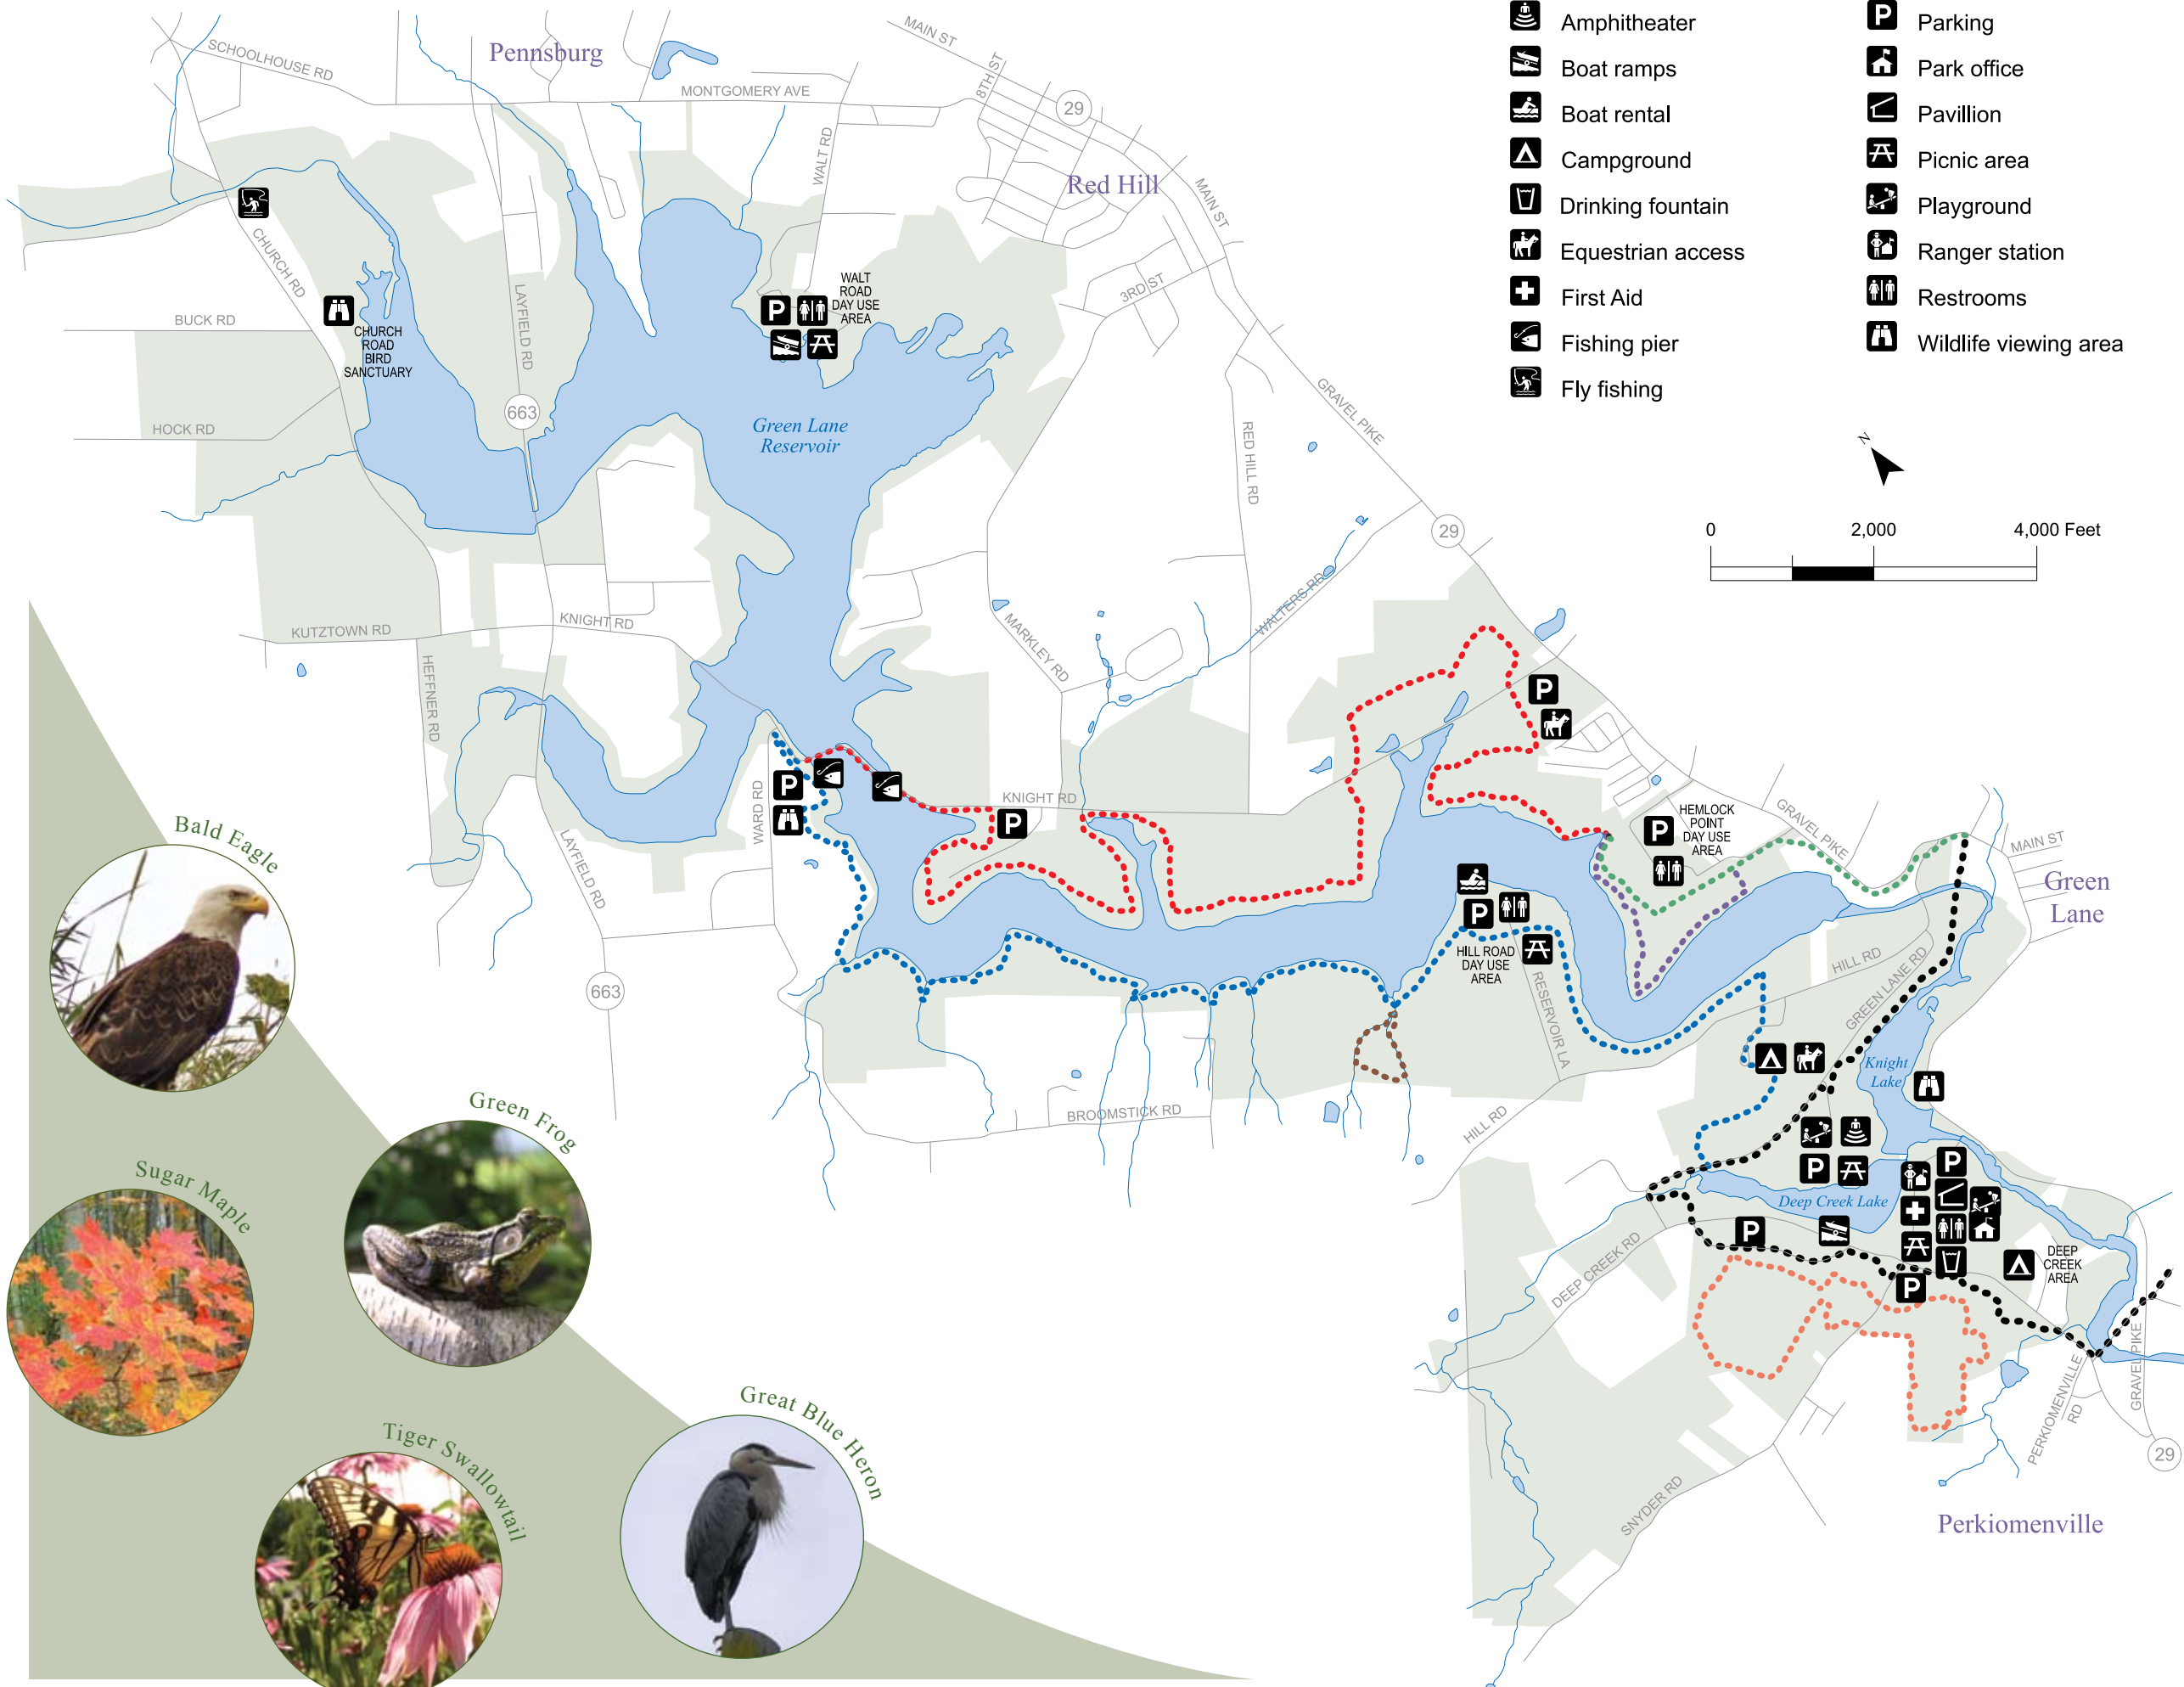 Amphitheater
Boat ramps
Boat rental
Campground
Drinking fountain
Equestrian access
First Aid
Fishing pier
Fly fishing
P Parking
Park office
Pavillion
Picnic area
Playground
Ranger station
Restrooms
Wildlife viewing area
N
0 2,000 4,000 Feet
SCHOOLHOUSE RD
Pennsburg
MONTGOMERY AVE
MAIN ST
8TH ST
29
WALT RD
Red Hill
MAIN ST
3RD ST
CHURCH RD
BUCK RD
CHURCH
ROAD
BIRD
SANCTUARY
LAYFIELD RD
663
HOCK RD
P
WALT
ROAD
DAY USE
AREA
Green Lane
Reservoir
GRAVEL PIKE
RED HILL RD
29
WALTERS RD
KUTZTOWN RD
KNIGHT RD
HEFFNER RD
MARKLEY RD
P
WARD RD
P
KNIGHT RD
P
LAYFIELD RD
663
P
HEMLOCK
POINT
DAY USE
AREA
GRAVEL PIKE
MAIN ST
Green
Lane
P
HILL ROAD
DAY USE
AREA
RESERVOIR LA
HILL RD
GREEN LANE RD
BROOMSTICK RD
HILL RD
Knight
Lake
P
P
Deep Creek Lake
P
P
DEEP
CREEK
AREA
DEEP CREEK RD
PERKIOMENVILLE
RD
GRAVEL PIKE
29
SNYDER RD
Perkiomenville
Bald Eagle
Green Frog
Sugar Maple
Great Blue Heron
Tiger Swallowtail